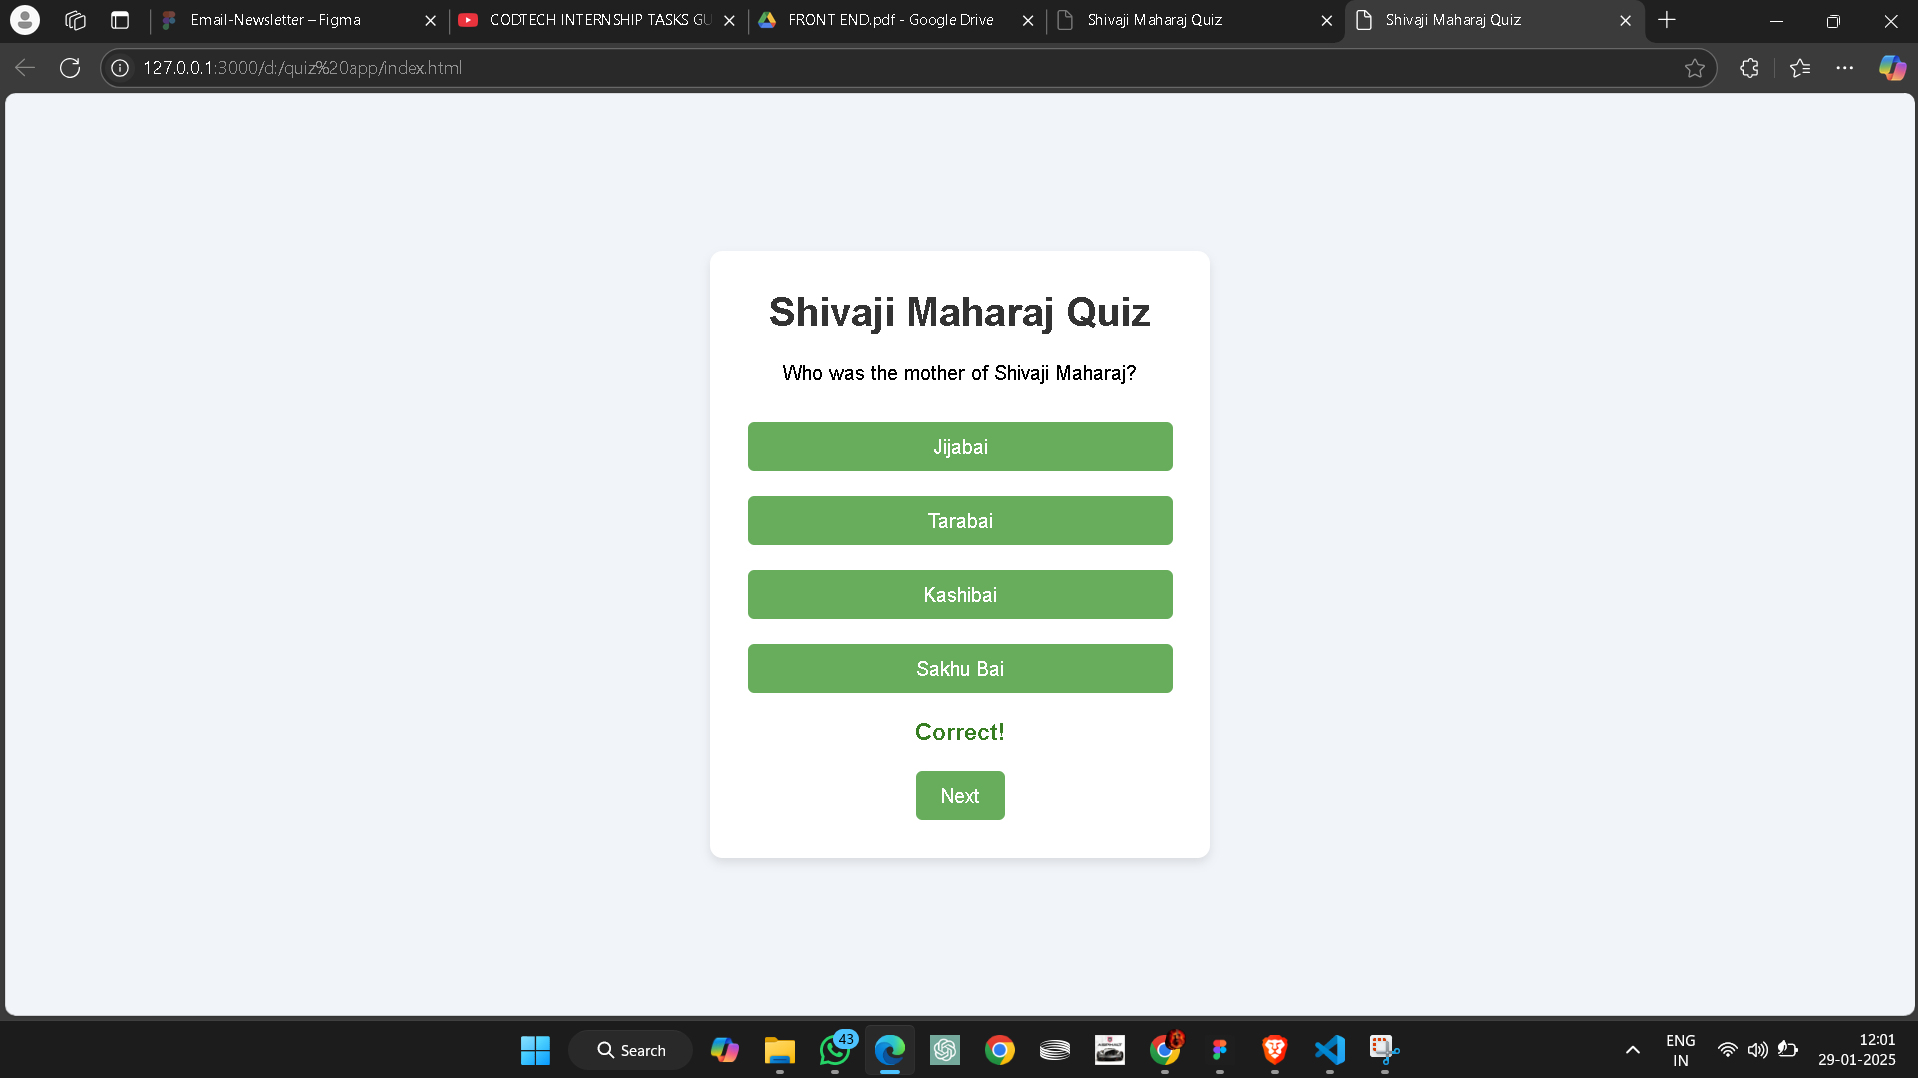 Email-Newsletter – Figma
CODTECH INTERNSHIP TASKS GU
FRONT END.pdf - Google Drive
Shivaji Maharaj Quiz
Shivaji Maharaj Quiz
127.0.0.1:3000/d:/quiz%20app/index.html
Shivaji Maharaj Quiz
Who was the mother of Shivaji Maharaj?
Jijabai
Tarabai
Kashibai
Sakhu Bai
Correct!
Next
Search
43
ENG
IN
12:01
29-01-2025